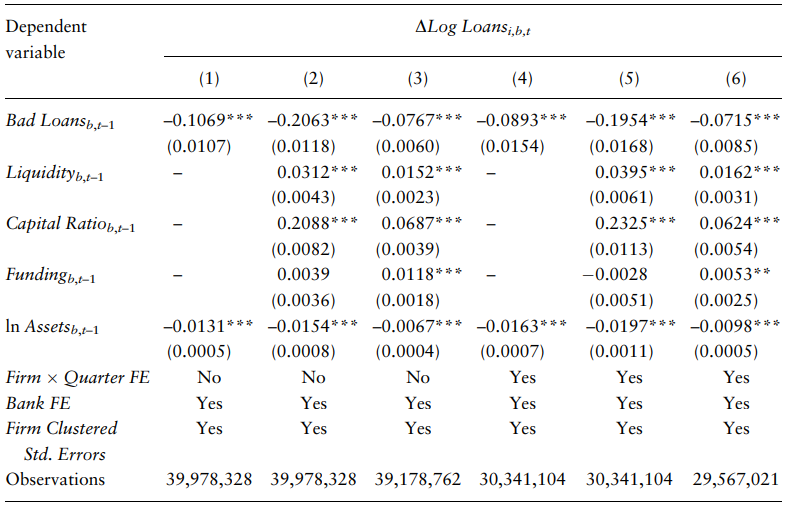 Dependent variable ΔLog Loans_{i,b,t}
(1) (2) (3) (4) (5) (6)
Bad Loans_{b,t–1} –0.1069*** –0.2063*** –0.0767*** –0.0893*** –0.1954*** –0.0715***
(0.0107) (0.0118) (0.0060) (0.0154) (0.0168) (0.0085)
Liquidity_{b,t–1} – 0.0312*** 0.0152*** – 0.0395*** 0.0162***
(0.0043) (0.0023) (0.0061) (0.0031)
Capital Ratio_{b,t–1} – 0.2088*** 0.0687*** – 0.2325*** 0.0624***
(0.0082) (0.0039) (0.0113) (0.0054)
Funding_{b,t–1} – 0.0039 0.0118*** – −0.0028 0.0053**
(0.0036) (0.0018) (0.0051) (0.0025)
ln Assets_{b,t–1} –0.0131*** –0.0154*** –0.0067*** –0.0163*** –0.0197*** –0.0098***
(0.0005) (0.0008) (0.0004) (0.0007) (0.0011) (0.0005)
Firm × Quarter FE No No No Yes Yes Yes
Bank FE Yes Yes Yes Yes Yes Yes
Firm Clustered Yes Yes Yes Yes Yes Yes
Std. Errors
Observations 39,978,328 39,978,328 39,178,762 30,341,104 30,341,104 29,567,021